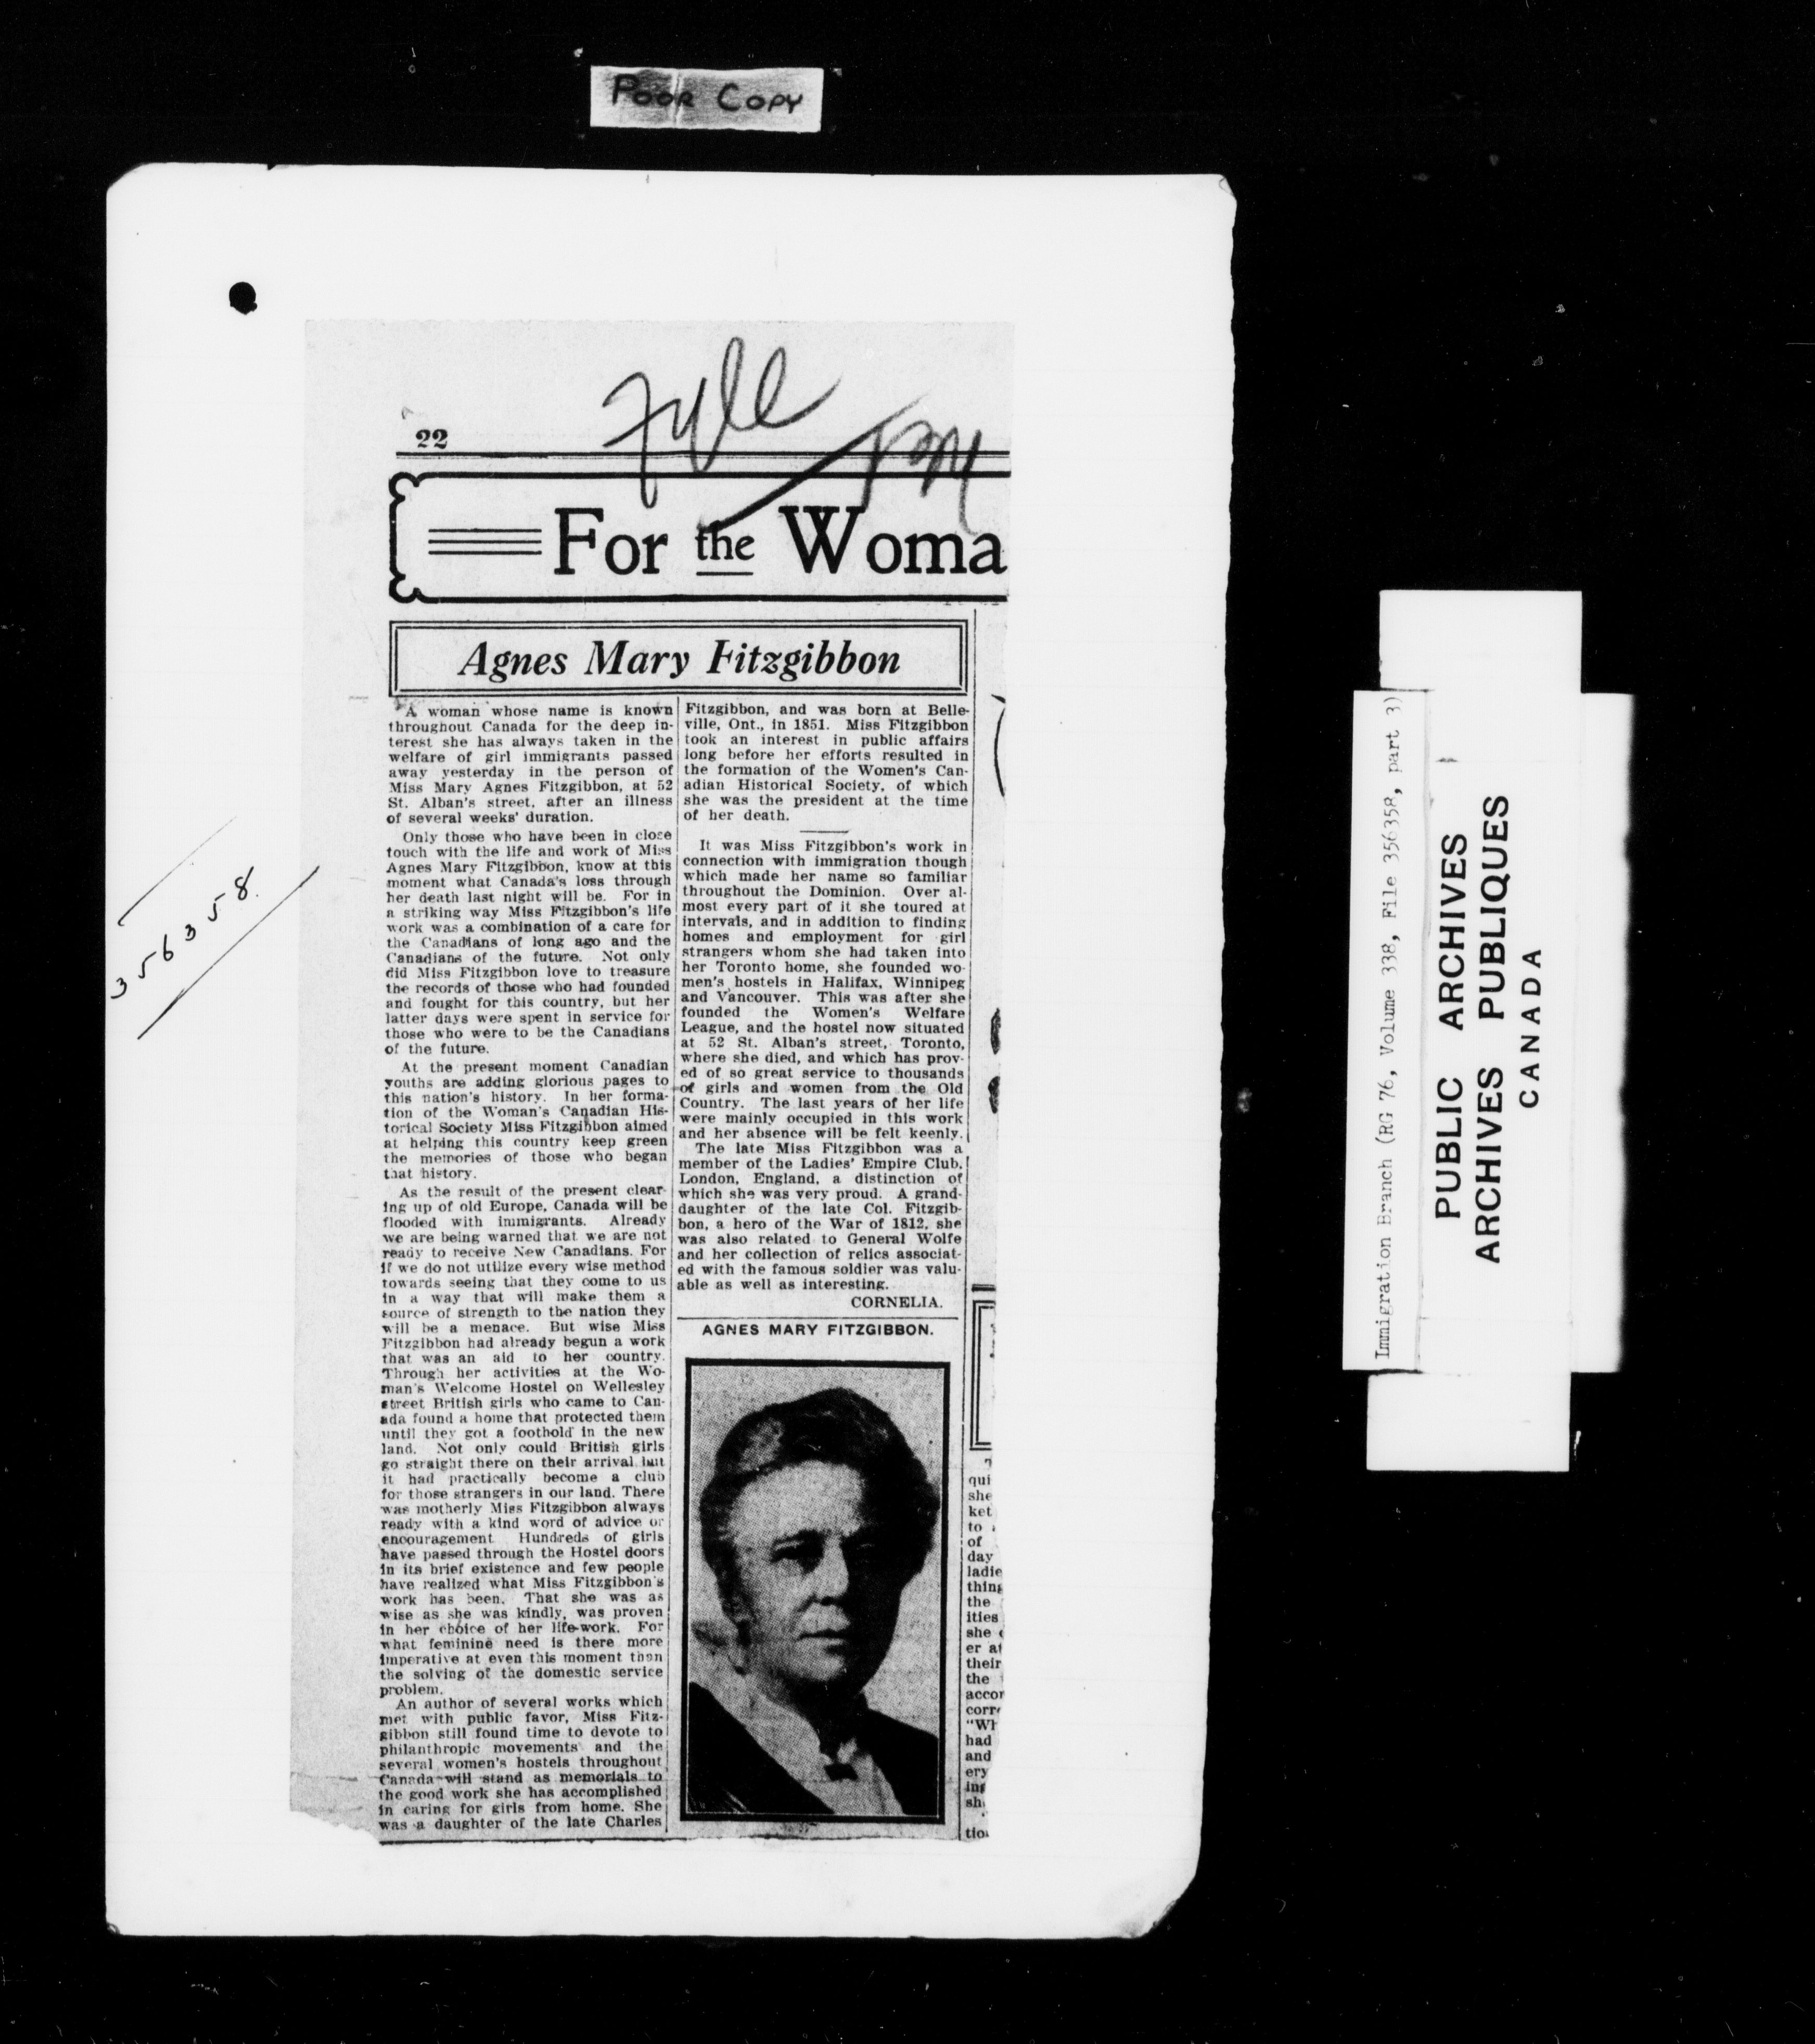 POOR COPY
Fyle
22
For the Woma
Agnes Mary Fitzgibbon
A woman whose name is known
throughout Canada for the deep in-
terest she has always taken in the
welfare of girl immigrants passed
away yesterday in the person of
Miss Mary Agnes Fitzgibbon, at 52
St. Alban's street, after an illness
of several weeks' duration.
Only those who have been in close
touch with the life and work of Miss
Agnes Mary Fitzgibbon, know at this
moment what Canada's loss through
her death last night will be. For in
a striking way Miss Fitzgibbon's life
work was a combination of a care for
the Canadians of long ago and the
Canadians of the future. Not only
did Miss Fitzgibbon love to treasure
the records of those who had founded
and fought for this country, but her
latter days were spent in service for
those who were to be the Canadians
of the future.
At the present moment Canadian
youths are adding glorious pages to
this nation's history. In her forma-
tion of the Woman's Canadian His-
torical Society Miss Fitzgibbon aimed
at helping this country keep green
the memories of those who began
that history.
As the result of the present clear-
ing up of old Europe, Canada will be
flooded with immigrants. Already
we are being warned that we are not
ready to receive New Canadians. For
if we do not utilize every wise method
towards seeing that they come to us
in a way that will make them a
source of strength to the nation they
will be a menace. But wise Miss
Fitzgibbon had already begun a work
that was an aid to her country.
Through her activities at the Wo-
man's Welcome Hostel on Wellesley
street British girls who came to Can-
ada found a home that protected them
until they got a foothold in the new
land. Not only could British girls
go straight there on their arrival but
it had practically become a club
for those strangers in our land. There
was motherly Miss Fitzgibbon always
ready with a kind word of advice or
encouragement Hundreds of girls
have passed through the Hostel doors
in its brief existence and few people
have realized what Miss Fitzgibbon's
work has been. That she was as
wise as she was kindly, was proven
in her choice of her life-work. For
what feminine need is there more
imperative at even this moment than
the solving of the domestic service
problem.
An author of several works which
met with public favor, Miss Fitz-
gibbon still found time to devote to
philanthropic movements and the
several women's hostels throughout
Canada will stand as memorials to
the good work she has accomplished
in caring for girls from home. She
was a daughter of the late Charles
Fitzgibbon, and was born at Belle-
ville, Ont., in 1851. Miss Fitzgibbon
took an interest in public affairs
long before her efforts resulted in
the formation of the Women's Can-
adian Historical Society, of which
she was the president at the time
of her death.
It was Miss Fitzgibbon's work in
connection with immigration though
which made her name so familiar
throughout the Dominion. Over al-
most every part of it she toured at
intervals, and in addition to finding
homes and employment for girl
strangers whom she had taken into
her Toronto home, she founded wo-
men's hostels in Halifax, Winnipeg
and Vancouver. This was after she
founded the Women's Welfare
League, and the hostel now situated
at 52 St. Alban's street, Toronto,
where she died, and which has prov-
ed of so great service to thousands
of girls and women from the Old
Country. The last years of her life
were mainly occupied in this work
and her absence will be felt keenly.
The late Miss Fitzgibbon was a
member of the Ladies' Empire Club,
London, England, a distinction of
which she was very proud. A grand-
daughter of the late Col. Fitzgib-
bon, a hero of the War of 1812, she
was also related to General Wolfe
and her collection of relics associat-
ed with the famous soldier was valu-
able as well as interesting.
CORNELIA.
AGNES MARY FITZGIBBON.
qui
she
ket
to
of
day
ladie
thing
the
ities
she
er at
their
the
accor
corre
"Wh
had
and
ery
ing
sh
tion
356358.
Immigration Branch (RG 76, Volume 338, File 356358, part 3)
PUBLIC ARCHIVES
ARCHIVES PUBLIQUES
CANADA